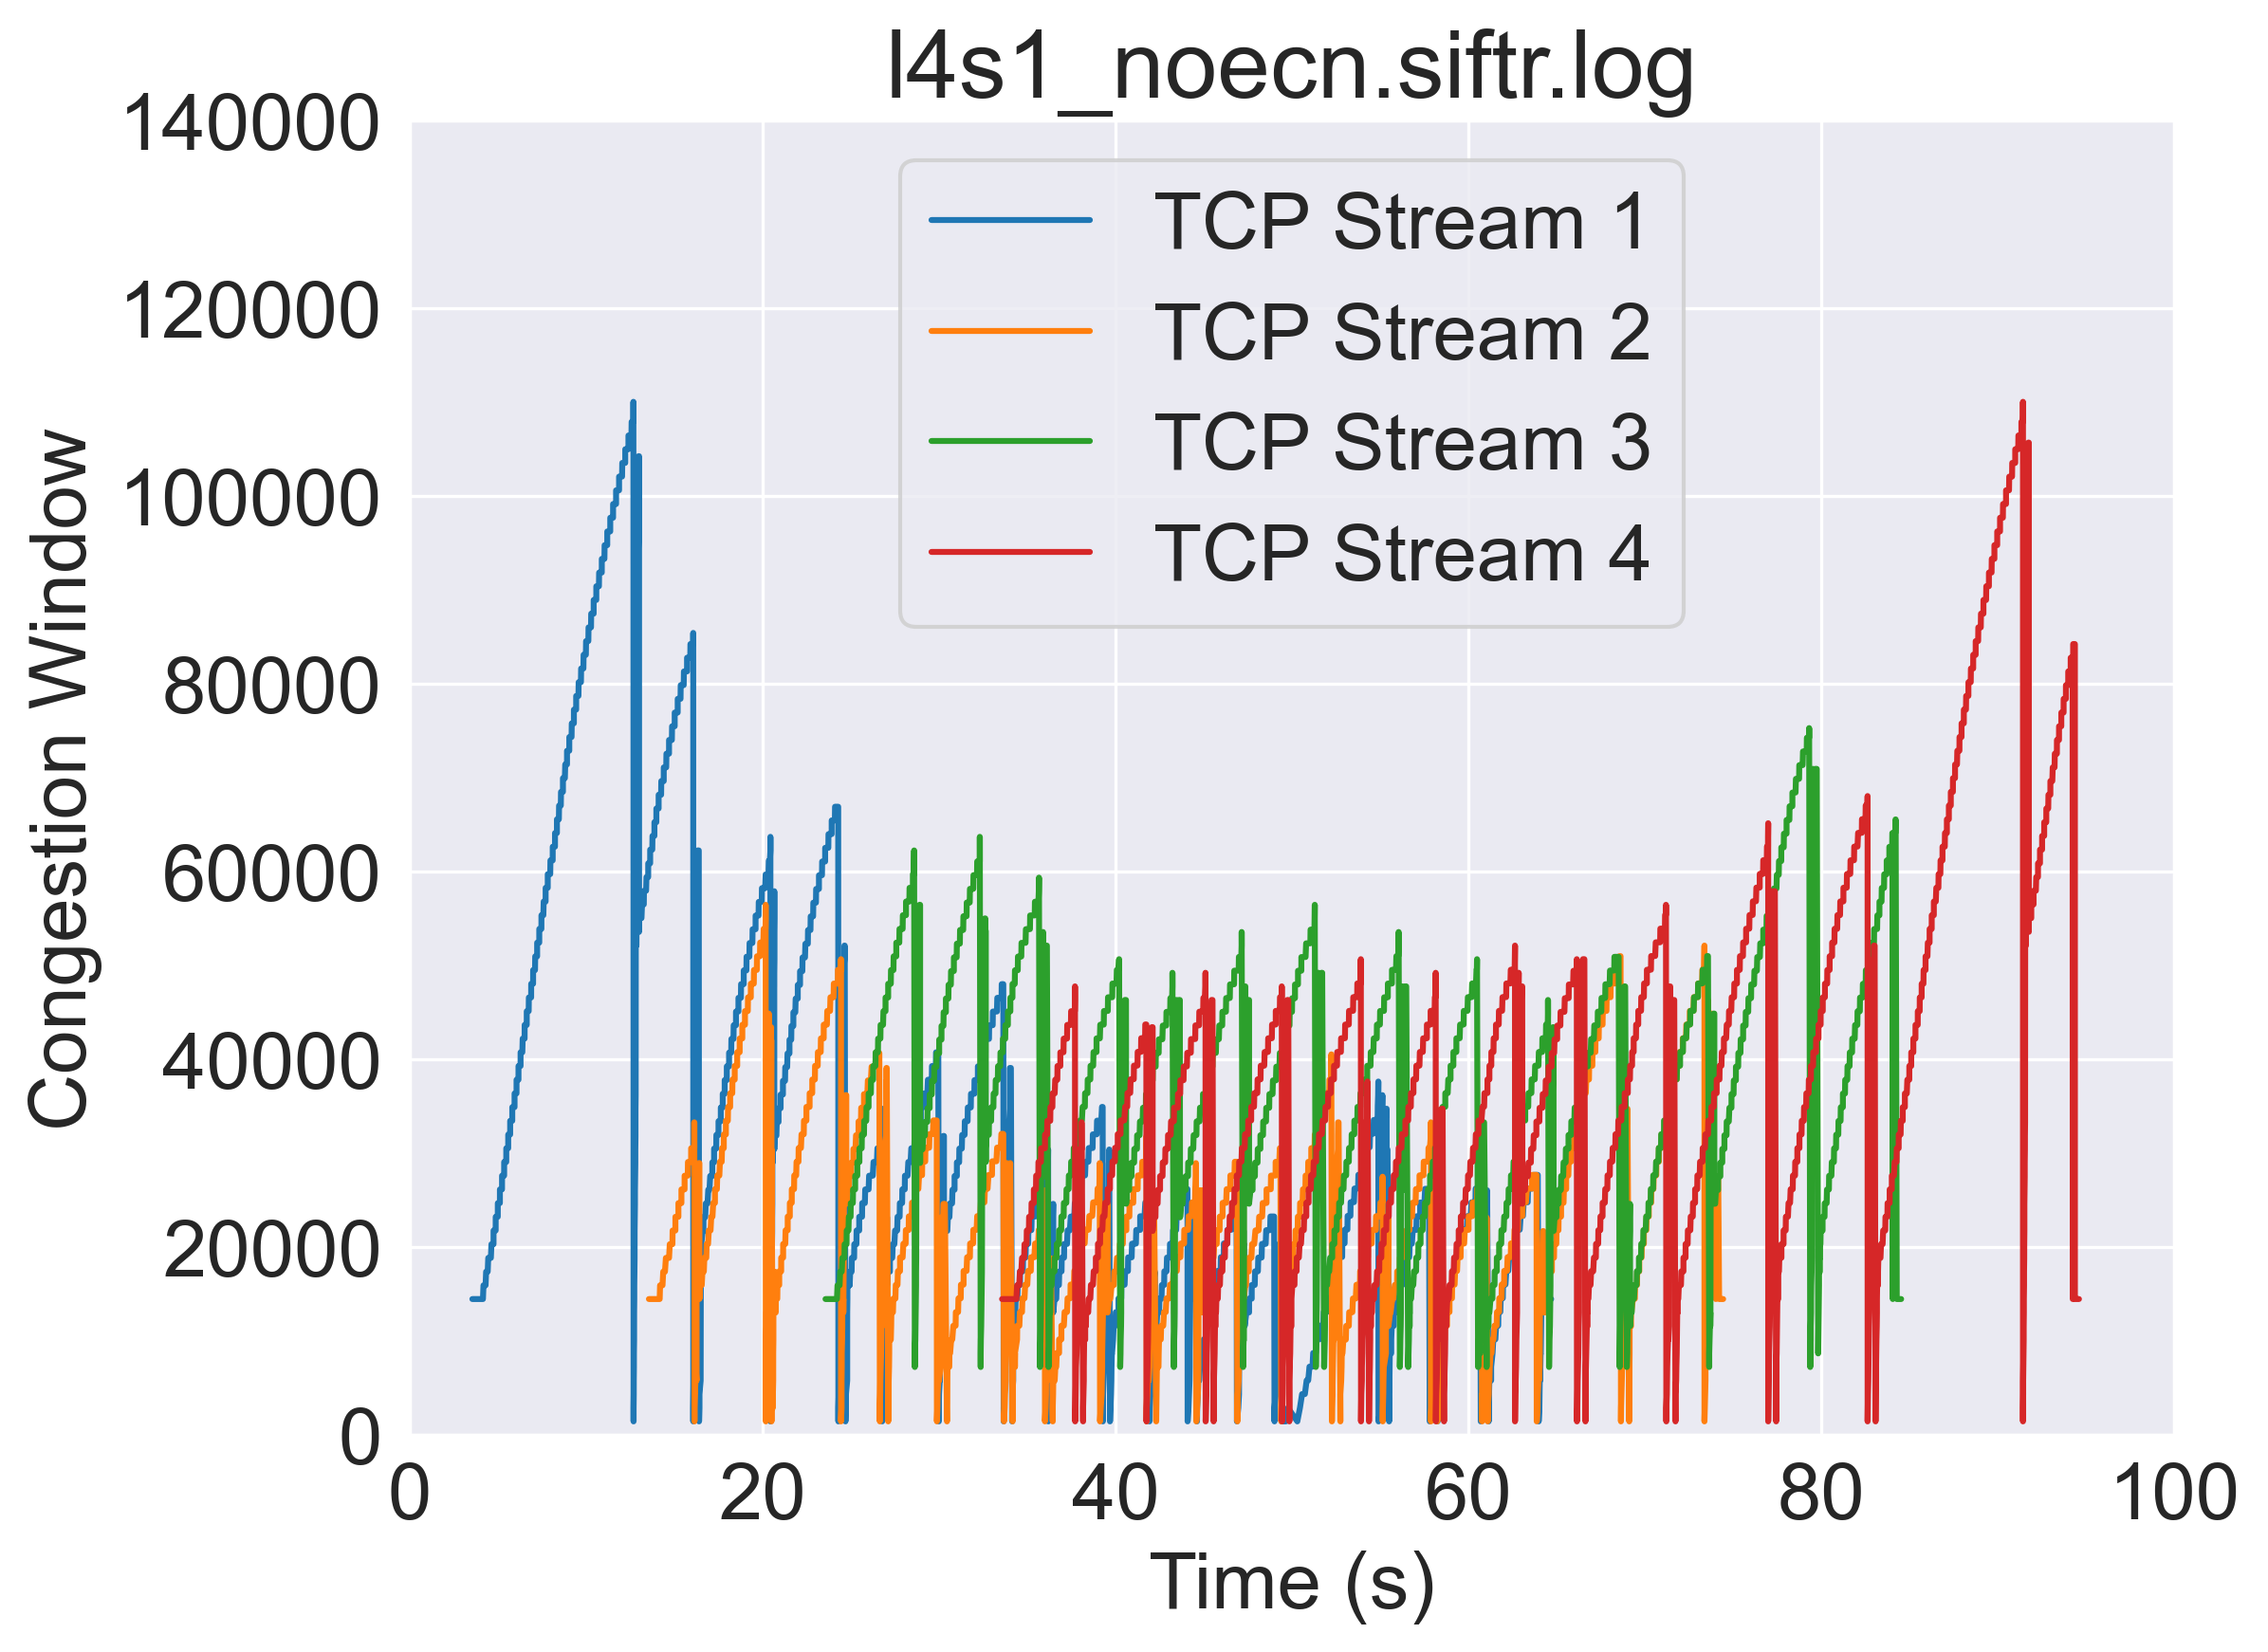 l4s1_noecn.siftr.log
140000
120000
100000
80000
60000
40000
20000
0
Congestion Window
TCP Stream 1
TCP Stream 2
TCP Stream 3
TCP Stream 4
0 20 40 60 80 100
Time (s)